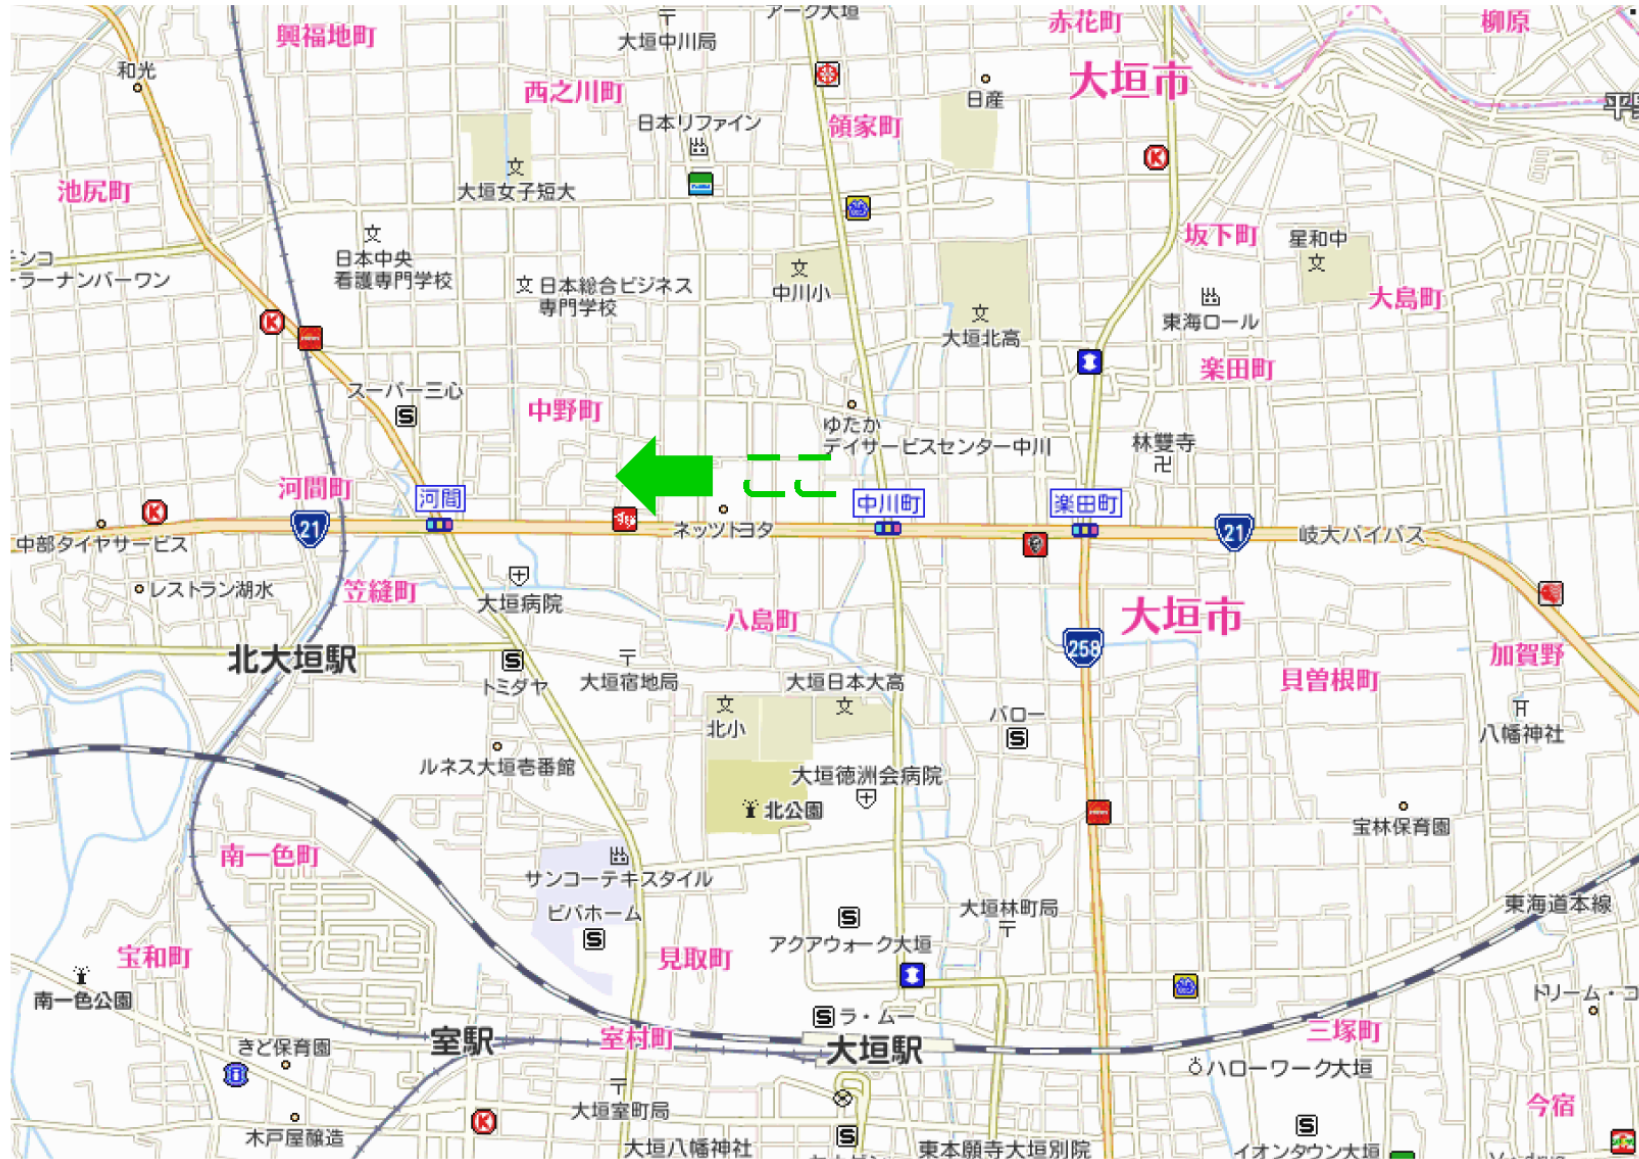 アーク大垣
興福地町
大垣中川局
赤花町
柳原
和光
西之川町
大垣市
日産
日本リファイン
領家町
K
大垣女子短大
池尻町
坂下町
星和中
日本中央
看護専門学校
ンコ
ラーナンバーワン
日本総合ビジネス
専門学校
中川小
大島町
東海ロール
大垣北高
K
楽田町
スーパー三心
S
中野町
ゆたか
デイサービスセンター中川
林雙寺
ここ
河間町
河間
中川町
楽田町
K
21
21
中部タイヤサービス
ネッツトヨタ
岐大バイパス
レストラン湖水
笠縫町
大垣病院
八島町
大垣市
258
北大垣駅
加賀野
S
トミダヤ
大垣宿地局
大垣日本大高
貝曽根町
北小
バロー
S
八幡神社
ルネス大垣壱番館
大垣徳洲会病院
北公園
宝林保育園
南一色町
サンコーテキスタイル
ビバホーム
S
S
大垣林町局
東海道本線
アクアウォーク大垣
宝和町
見取町
南一色公園
ドリーム・コ
S
ラ・ムー
室駅
室村町
大垣駅
三塚町
きど保育園
ハローワーク大垣
大垣室町局
今宿
K
木戸屋醸造
S
S
大垣八幡神社
東本願寺大垣別院
イオンタウン大垣